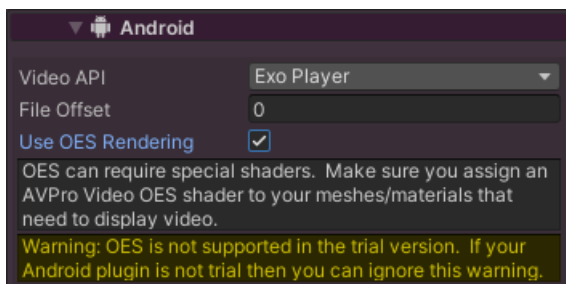 Android
Video API Exo Player
File Offset 0
Use OES Rendering
OES can require special shaders.  Make sure you assign an
AVPro Video OES shader to your meshes/materials that
need to display video.
Warning: OES is not supported in the trial version.  If your
Android plugin is not trial then you can ignore this warning.